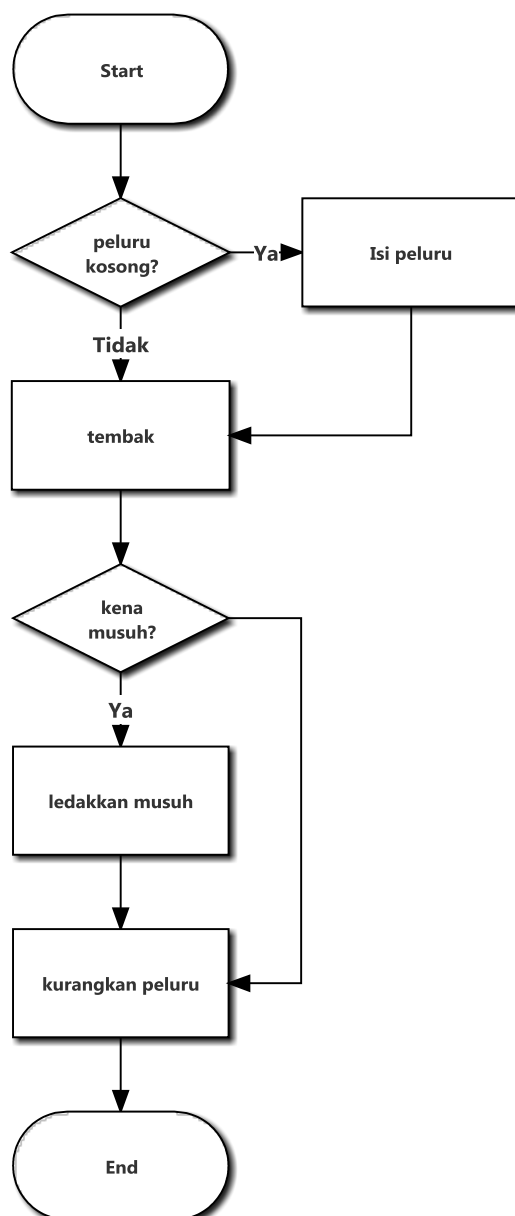 Start
peluru
kosong?
Ya
Isi peluru
Tidak
tembak
kena
musuh?
Ya
ledakkan musuh
kurangkan peluru
End